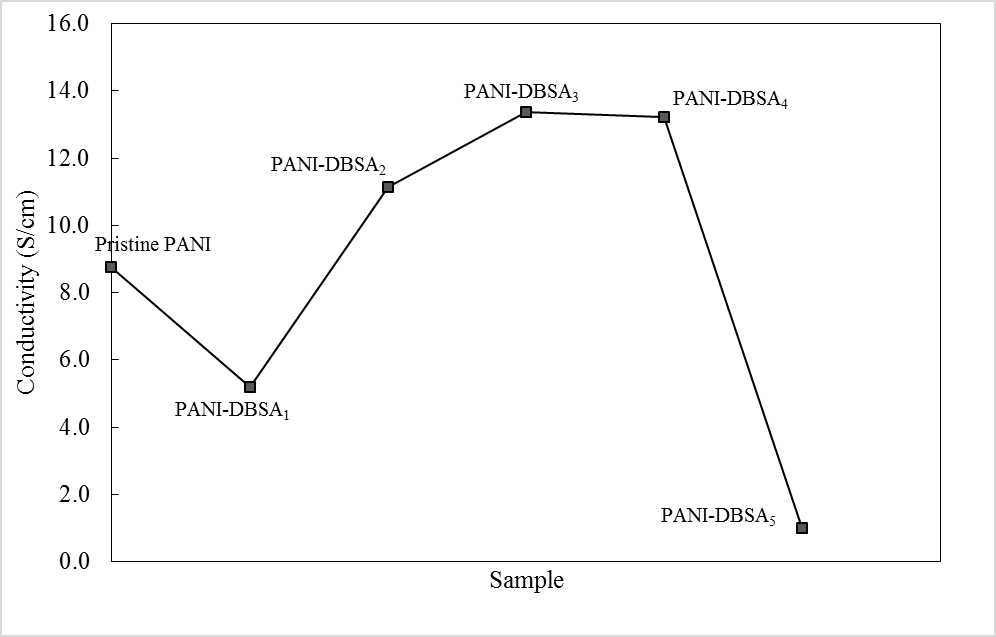 16.0
14.0
12.0
10.0
8.0
6.0
4.0
2.0
0.0
Conductivity (S/cm)
Pristine PANI
PANI-DBSA₁
PANI-DBSA₂
PANI-DBSA₃
PANI-DBSA₄
PANI-DBSA₅
Sample